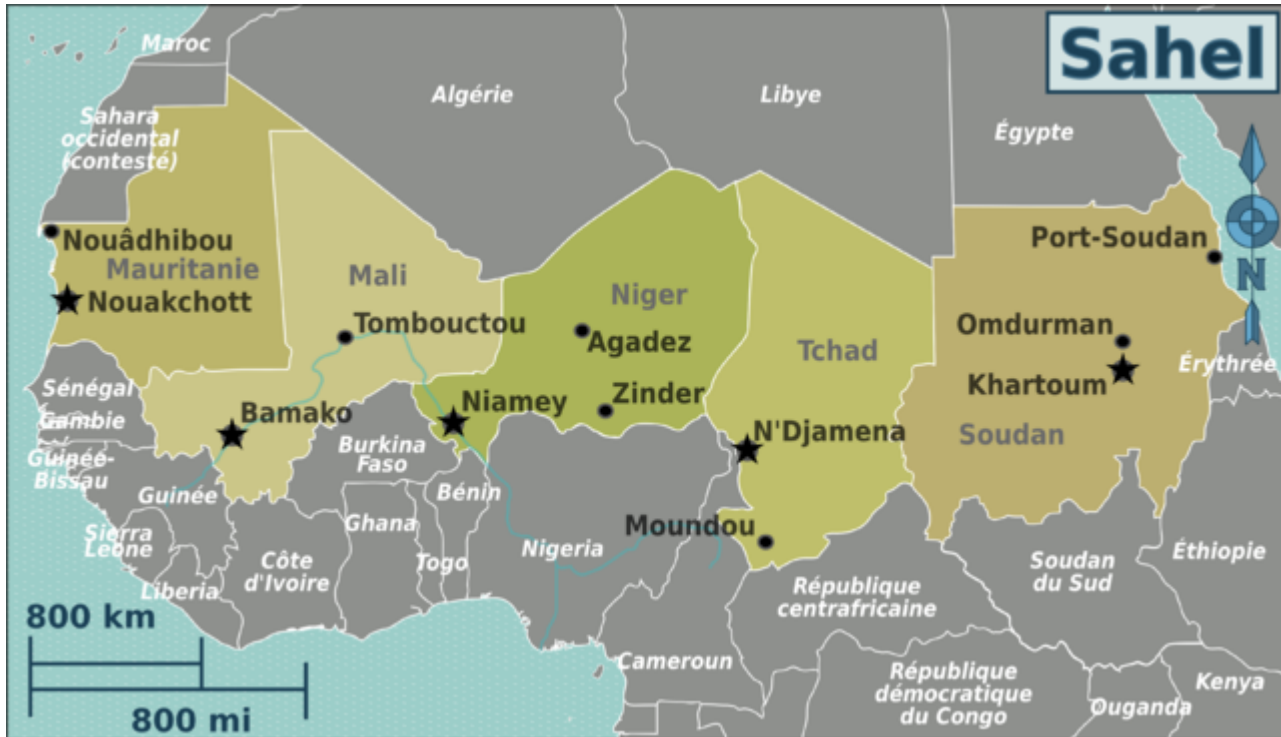 Sahel
Maroc
Algérie
Libye
Égypte
Sahara
occidental
(contesté)
Nouâdhibou
Mauritanie
Nouakchott
Mali
Tombouctou
Niger
Agadez
Zinder
Tchad
Port-Soudan
N
Omdurman
Khartoum
Soudan
Érythrée
Sénégal
Gambie
Guinée-
Bissau
Bamako
Niamey
N'Djamena
Burkina
Faso
Guinée
Bénin
Ghana
Moundou
Sierra
Leone
Côte
d'Ivoire
Togo
Nigeria
Liberia
République
centrafricaine
Soudan
du Sud
Éthiopie
Cameroun
République
démocratique
du Congo
Ouganda
Kenya
800 km
800 mi